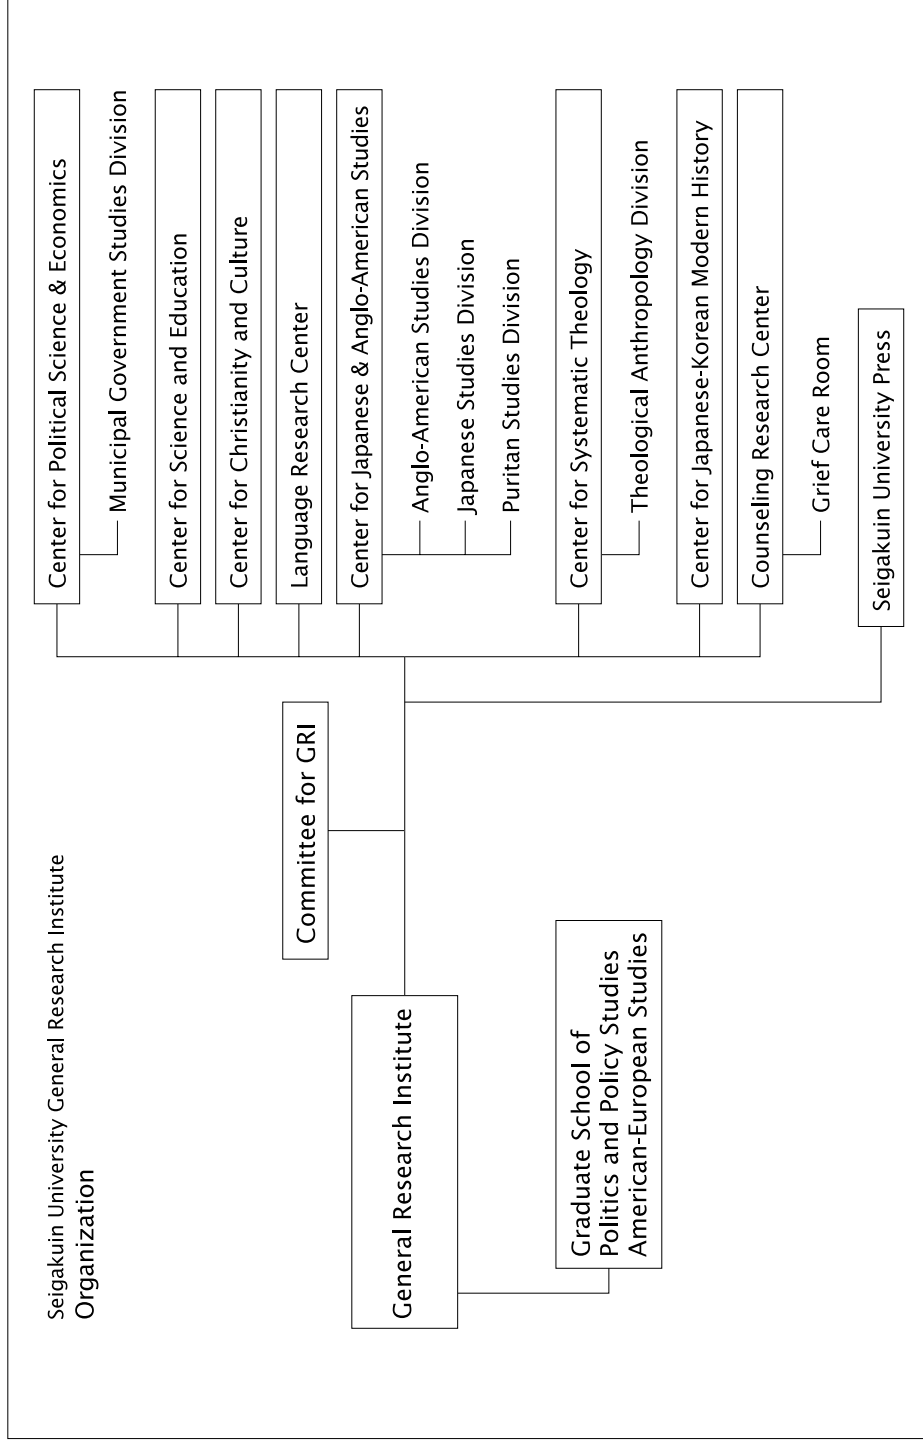 Seigakuin University General Research Institute
Organization
General Research Institute
Graduate School of
Politics and Policy Studies
American-European Studies
Committee for GRI
Center for Political Science & Economics
Municipal Government Studies Division
Center for Science and Education
Center for Christianity and Culture
Language Research Center
Center for Japanese & Anglo-American Studies
Anglo-American Studies Division
Japanese Studies Division
Puritan Studies Division
Center for Systematic Theology
Theological Anthropology Division
Center for Japanese-Korean Modern History
Counseling Research Center
Grief Care Room
Seigakuin University Press